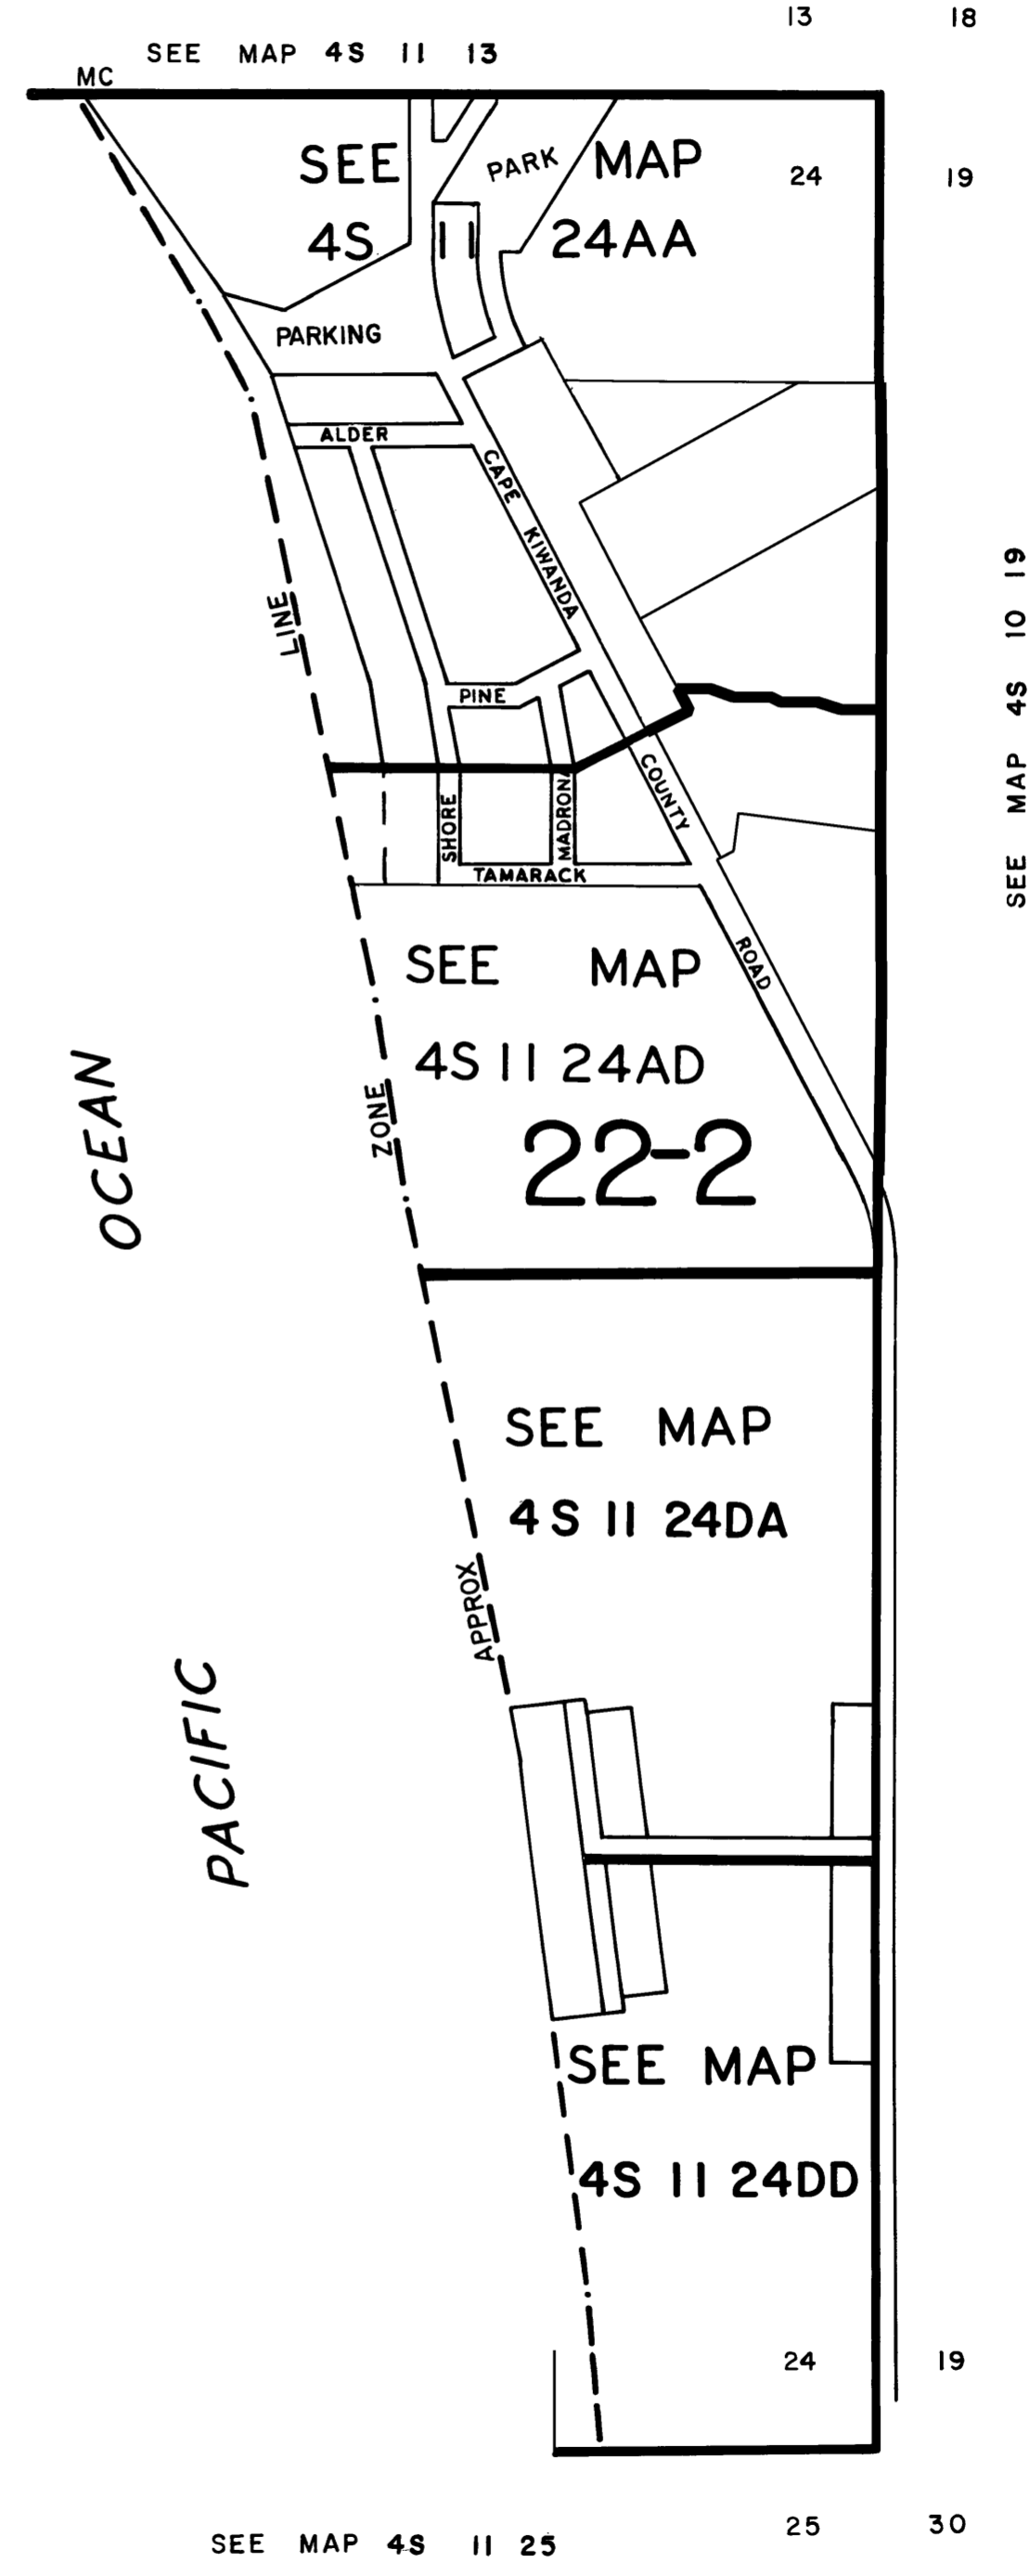 13 18
SEE MAP 4S 11 13
MC
SEE MAP
PARK
24 19
4S 11 24AA
PARKING
ALDER
CAPE KIWANDA
LINE
SEE MAP 4S 10 19
PINE
COUNTY
SHORE
MADRONA
TAMARACK
ROAD
SEE MAP
4S 11 24AD
OCEAN
ZONE
22-2
SEE MAP
4S 11 24DA
APPROX
PACIFIC
SEE MAP
4S 11 24DD
24 19
25 30
SEE MAP 4S 11 25